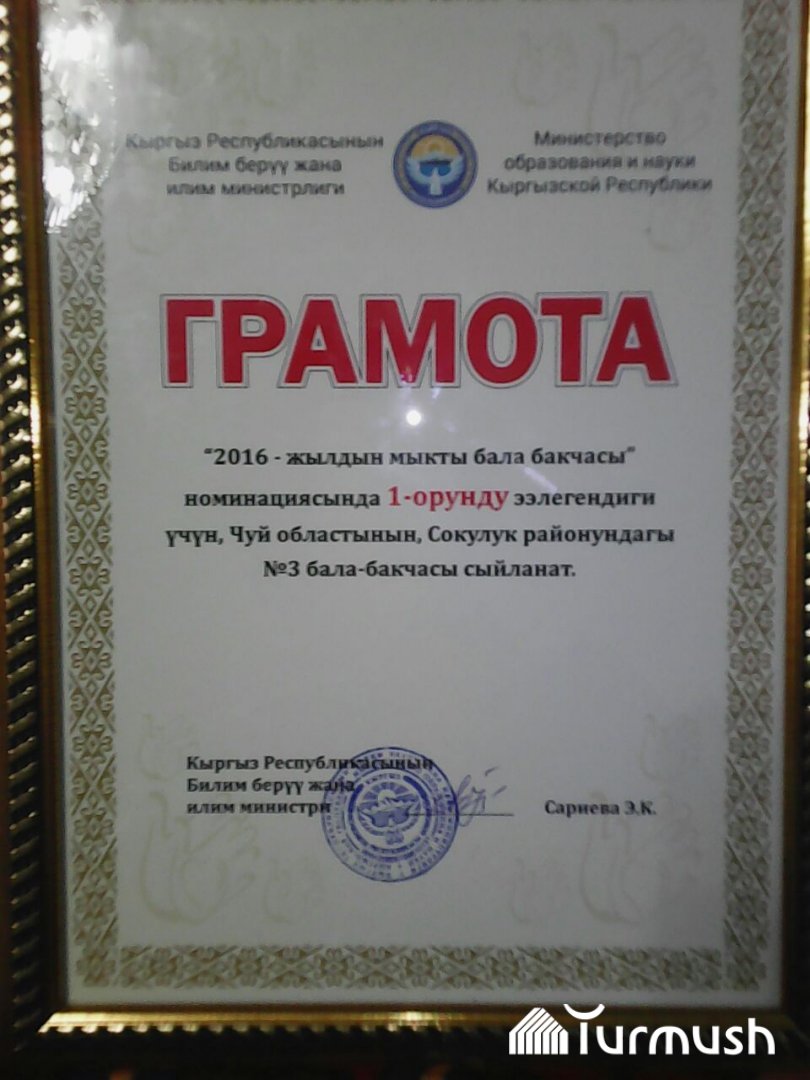 Кыргыз Республикасынын
Билим берүү жана
илим министрлиги
Министерство
образования и науки
Кыргызской Республики
ГРАМОТА
“2016 - жылдын мыкты бала бакчасы”
номинациясында 1-орунду ээлегендиги
үчүн, Чуй областынын, Сокулук районундагы
№3 бала-бакчасы сыйланат.
Кыргыз Республикасынын
Билим берүү жана
илим министри
Сариева Э.К.
Turmush